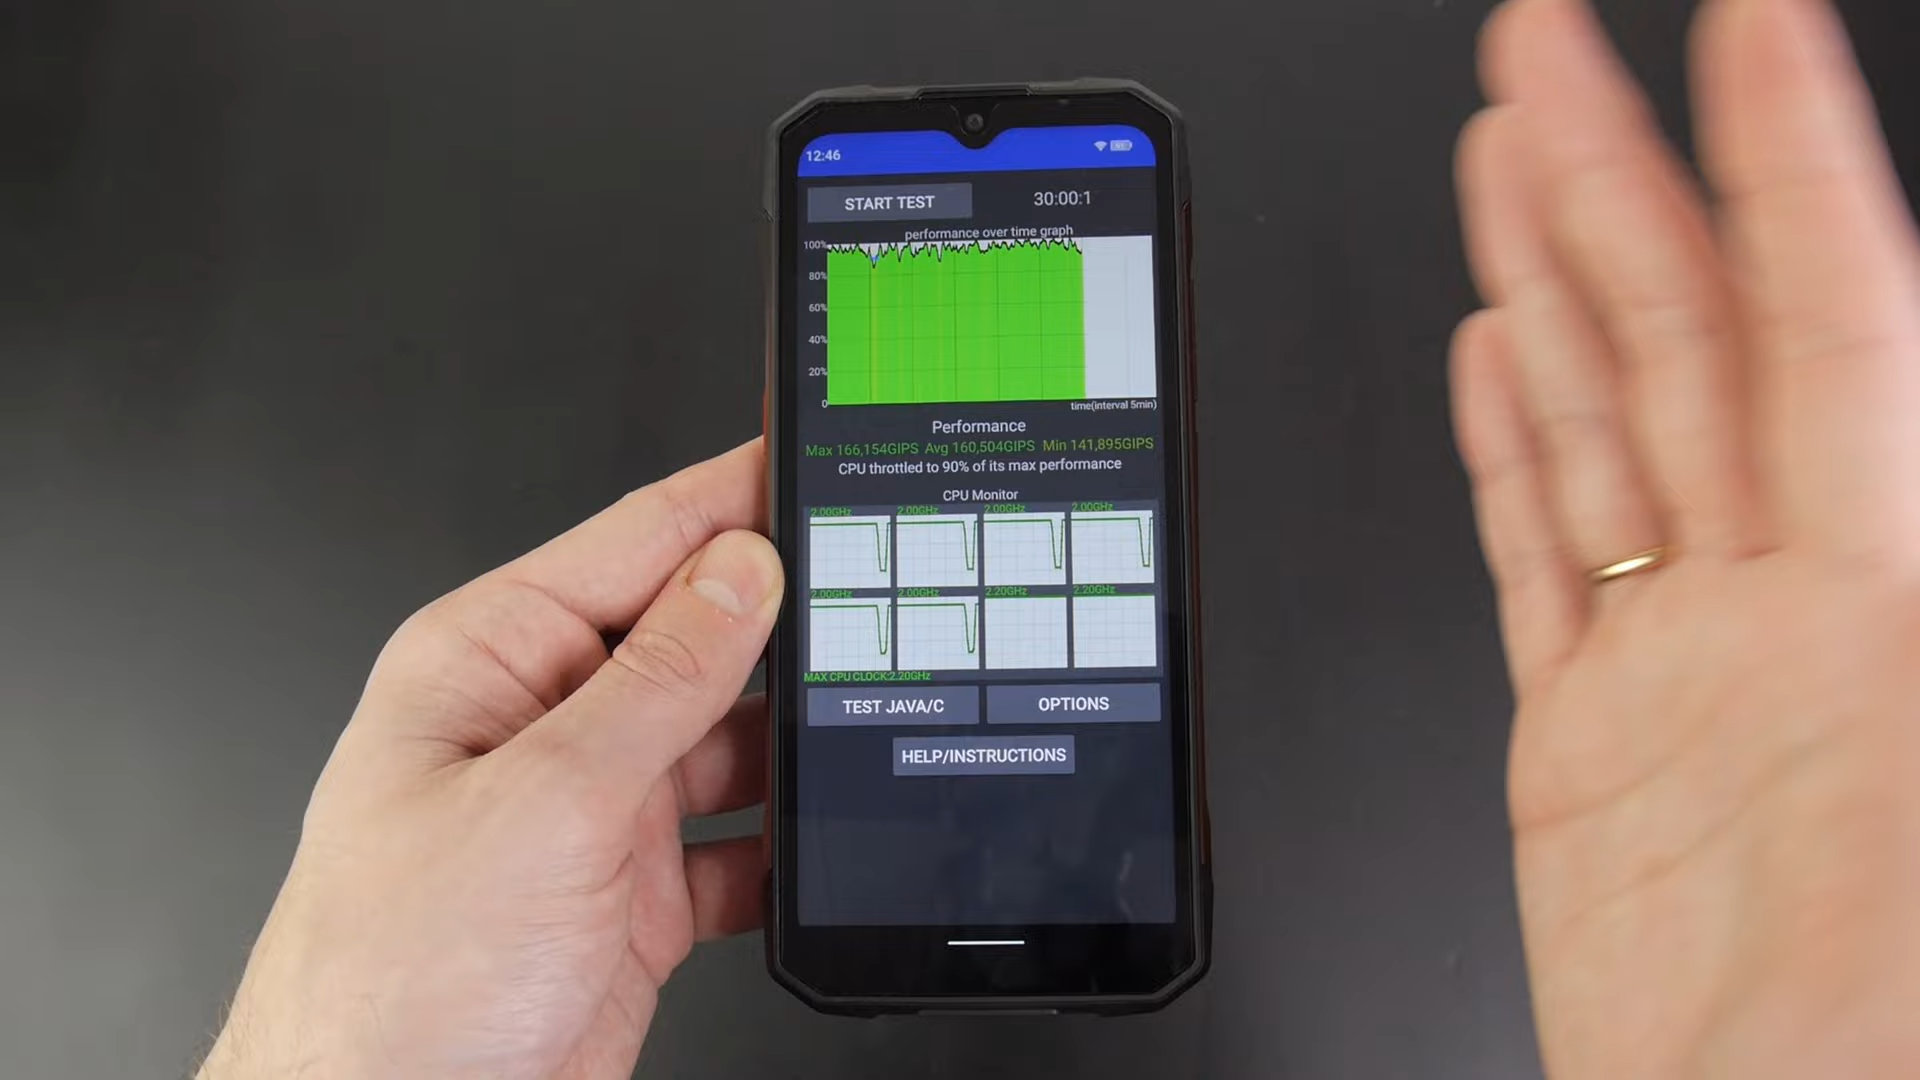 12:46
START TEST 30:00:1
performance over time graph
100%
80%
60%
40%
20%
0
time(interval 5min)
Performance
Max 166,154GIPS Avg 160,504GIPS Min 141,895GIPS
CPU throttled to 90% of its max performance
CPU Monitor
2.00GHz 2.00GHz 2.00GHz 2.00GHz
2.00GHz 2.00GHz 2.20GHz 2.20GHz
MAX CPU CLOCK:2.20GHz
TEST JAVA/C OPTIONS
HELP/INSTRUCTIONS